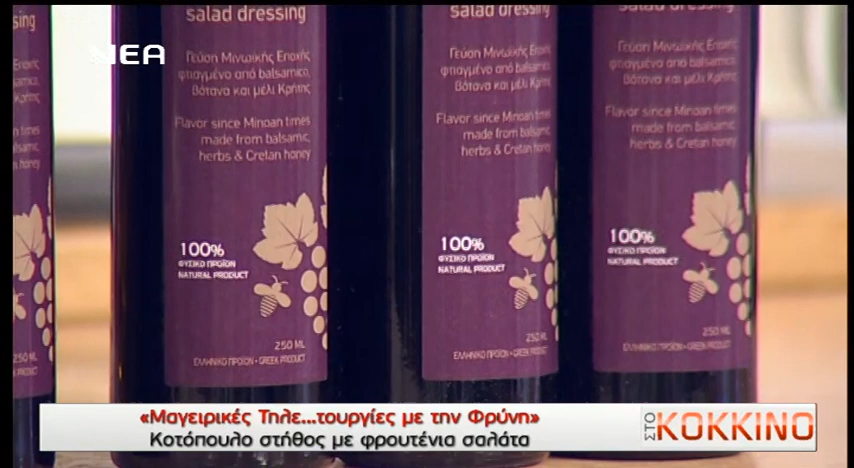 ssing
salad dressing
salad dressing
salad dressing
ΝΕΑ
Γεύση Μινωικής Εποχής
φτιαγμένο από balsamico,
βότανα και μέλι Κρήτης
Flavor since Minoan times
made from balsamic,
herbs & Cretan honey
100%
ΦΥΣΙΚΟ ΠΡΟΪΟΝ
NATURAL PRODUCT
250 ML
ΕΛΛΗΝΙΚΟ ΠΡΟΪΟΝ • GREEK PRODUCT
Γεύση Μινωικής Εποχής
φτιαγμένο από balsamico,
βότανα και μέλι Κρήτης
Flavor since Minoan times
made from balsamic,
herbs & Cretan honey
100%
ΦΥΣΙΚΟ ΠΡΟΪΟΝ
NATURAL PRODUCT
250 ML
ΕΛΛΗΝΙΚΟ ΠΡΟΪΟΝ • GREEK PRODUCT
Γεύση Μινωικής Εποχής
φτιαγμένο από balsamico,
βότανα και μέλι Κρήτης
Flavor since Minoan times
made from balsamic,
herbs & Cretan honey
100%
ΦΥΣΙΚΟ ΠΡΟΪΟΝ
NATURAL PRODUCT
250 ML
ΕΛΛΗΝΙΚΟ ΠΡΟΪΟΝ • GREEK PRODUCT
«Μαγειρικές Τηλε...τουργίες με την Φρύνη»
Κοτόπουλο στήθος με φρουτένια σαλάτα
ΣΤΟ ΚΟΚΚΙΝΟ